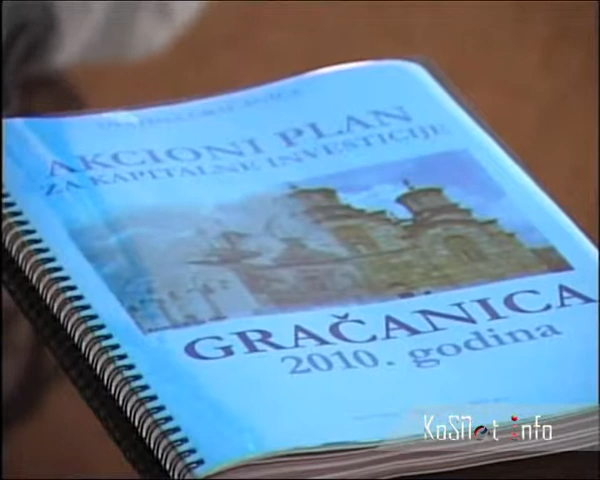 AKCIONI PLAN
ZA KAPITALNE INVESTICIJE
GRAČANICA
2010. godina
KoSNet info